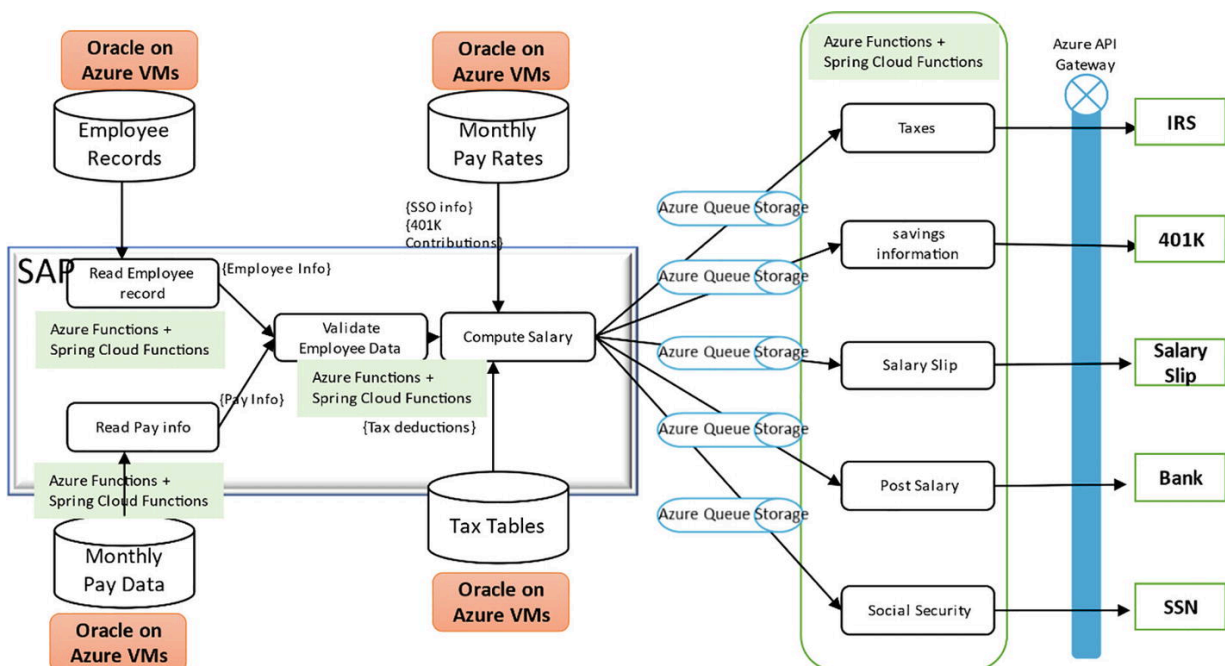 Oracle on
Azure VMs
Employee
Records
Oracle on
Azure VMs
Monthly
Pay Rates
Azure Functions +
Spring Cloud Functions
Azure API
Gateway
Taxes
IRS
{SSO info}
{401K
Contributions}
Azure Queue Storage
savings
information
401K
SAP
Read Employee
record
{Employee Info}
Azure Queue Storage
Azure Functions +
Spring Cloud Functions
Validate
Employee Data
Compute Salary
Azure Queue Storage
Salary Slip
Salary
Slip
Azure Functions +
Spring Cloud Functions
{Pay Info}
Read Pay info
{Tax deductions}
Azure Queue Storage
Post Salary
Bank
Azure Functions +
Spring Cloud Functions
Monthly
Pay Data
Oracle on
Azure VMs
Tax Tables
Oracle on
Azure VMs
Azure Queue Storage
Social Security
SSN